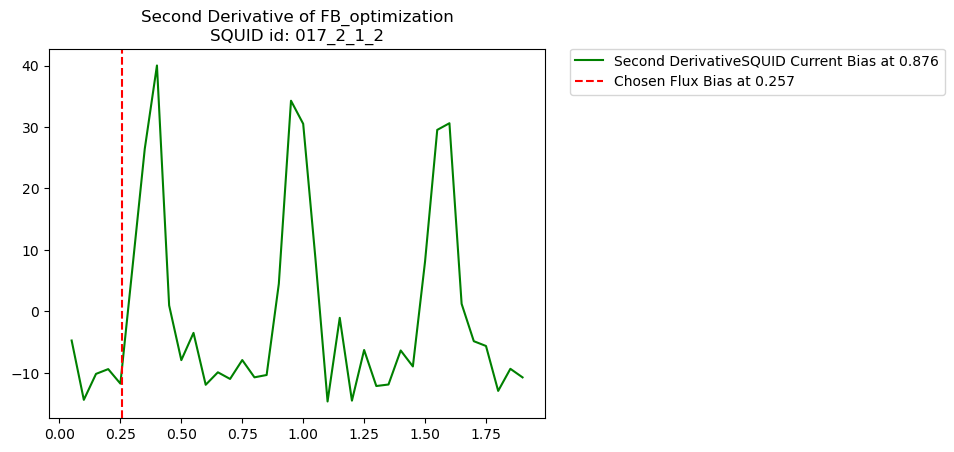 Second Derivative of FB_optimization
SQUID id: 017_2_1_2
Second DerivativeSQUID Current Bias at 0.876
Chosen Flux Bias at 0.257
40
30
20
10
0
−10
0.00 0.25 0.50 0.75 1.00 1.25 1.50 1.75